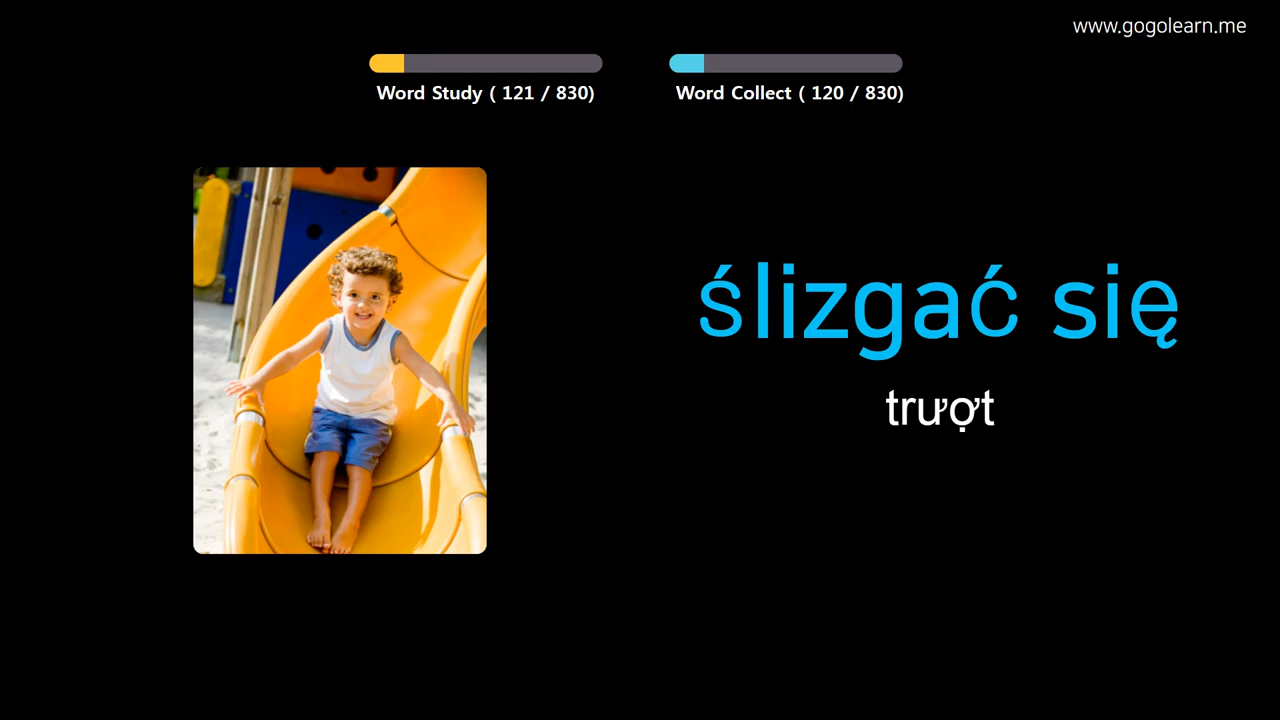 www.gogolearn.me
Word Study ( 121 / 830)
Word Collect ( 120 / 830)
ślizgać się
trượt